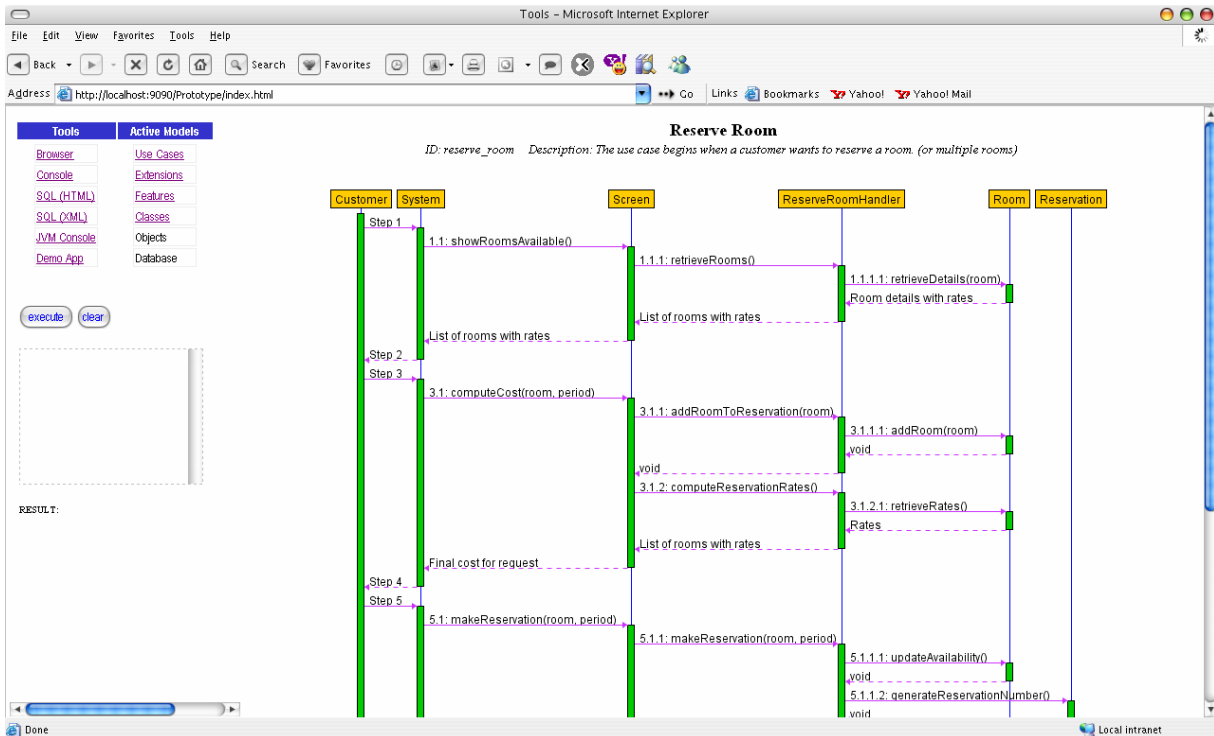 Tools – Microsoft Internet Explorer
File Edit View Favorites Tools Help
Back Search Favorites
Address http://localhost:9090/Prototype/index.html Go Links Bookmarks Yahoo! Yahoo! Mail
Tools Active Models
Browser Use Cases
Console Extensions
SQL (HTML) Features
SQL (XML) Classes
JVM Console Objects
Demo App Database
execute clear
RESULT:
Reserve Room
ID: reserve_room Description: The use case begins when a customer wants to reserve a room. (or multiple rooms)
Customer System Screen ReserveRoomHandler Room Reservation
Step 1
1.1: showRoomsAvailable()
1.1.1: retrieveRooms()
1.1.1.1: retrieveDetails(room)
Room details with rates
List of rooms with rates
List of rooms with rates
Step 2
Step 3
3.1: computeCost(room, period)
3.1.1: addRoomToReservation(room)
3.1.1.1: addRoom(room)
void
void
3.1.2: computeReservationRates()
3.1.2.1: retrieveRates()
Rates
List of rooms with rates
Final cost for request
Step 4
Step 5
5.1: makeReservation(room, period)
5.1.1: makeReservation(room, period)
5.1.1.1: updateAvailability()
void
5.1.1.2: generateReservationNumber()
void
Done Local intranet